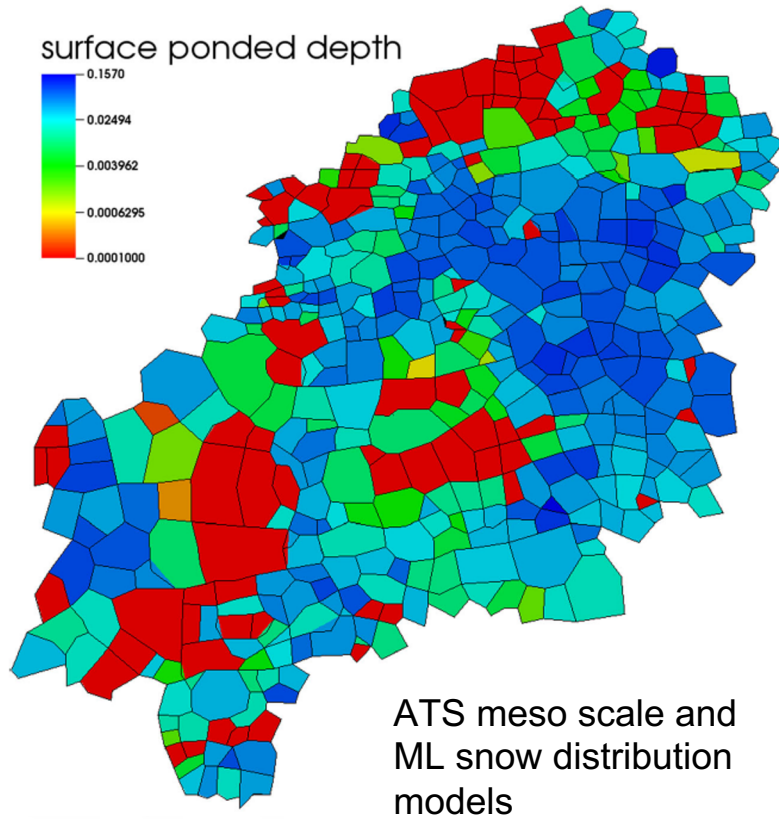 surface ponded depth
0.1570
0.02494
0.003962
0.0006295
0.0001000
ATS meso scale and
ML snow distribution
models